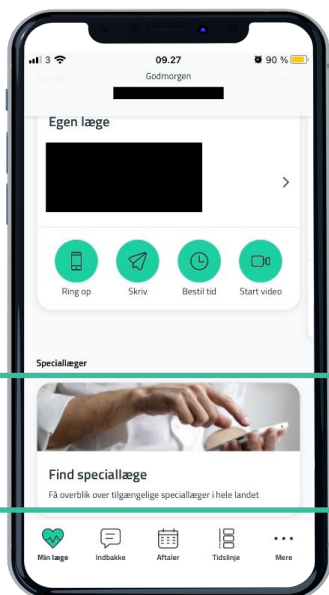 3
09.27
90 %
Godmorgen
Egen læge
Ring op
Skriv
Bestil tid
Start video
Speciallæger
Find speciallæge
Få overblik over tilgængelige speciallæger i hele landet
Min læge
Indbakke
Aftaler
Tidslinje
Mere